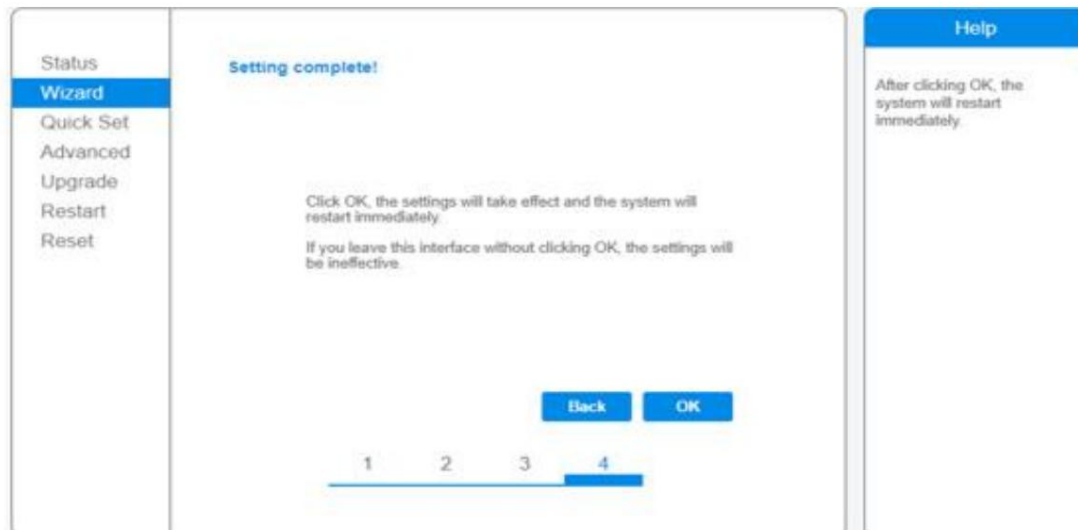 Status
Wizard
Quick Set
Advanced
Upgrade
Restart
Reset
Setting complete!
Click OK, the settings will take effect and the system will
restart immediately.
If you leave this interface without clicking OK, the settings will
be ineffective.
Back
OK
1 2 3 4
Help
After clicking OK, the
system will restart
immediately.